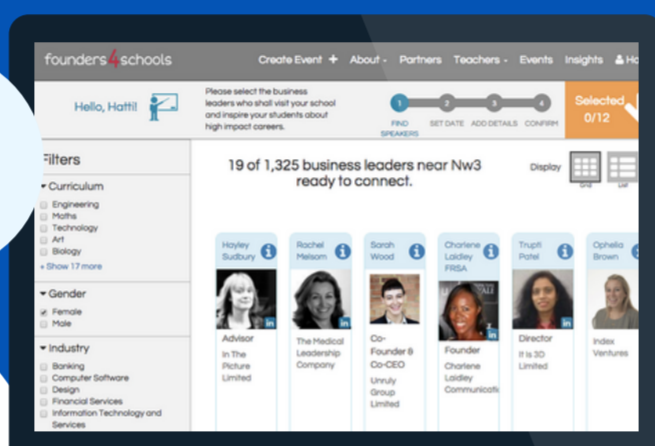 founders4schools
Create Event + About Partners Teachers Events Insights
Hello, Hatti!
Please select the business
leaders who shall visit your school
and inspire your students about
high impact careers.
1 2 3 4
FIND
SPEAKERS
SET DATE ADD DETAILS CONFIRM
Selected
0/12
Filters
Curriculum
Engineering
Maths
Technology
Art
Biology
+ Show 17 more
Gender
Female
Male
Industry
Banking
Computer Software
Design
Financial Services
Information Technology and
Services
19 of 1,325 business leaders near Nw3
ready to connect.
Display
Grid
List
Hayley
Sudbury
Advisor
In The
Picture
Limited
Rachel
Melsom
The Medical
Leadership
Company
Sarah
Wood
Co-
Founder &
Co-CEO
Unruly
Group
Limited
Charlene
Laidley
FRSA
Founder
Charlene
Laidley
Communicati
Trupti
Patel
Director
It Is 3D
Limited
Ophelia
Brown
Index
Ventures